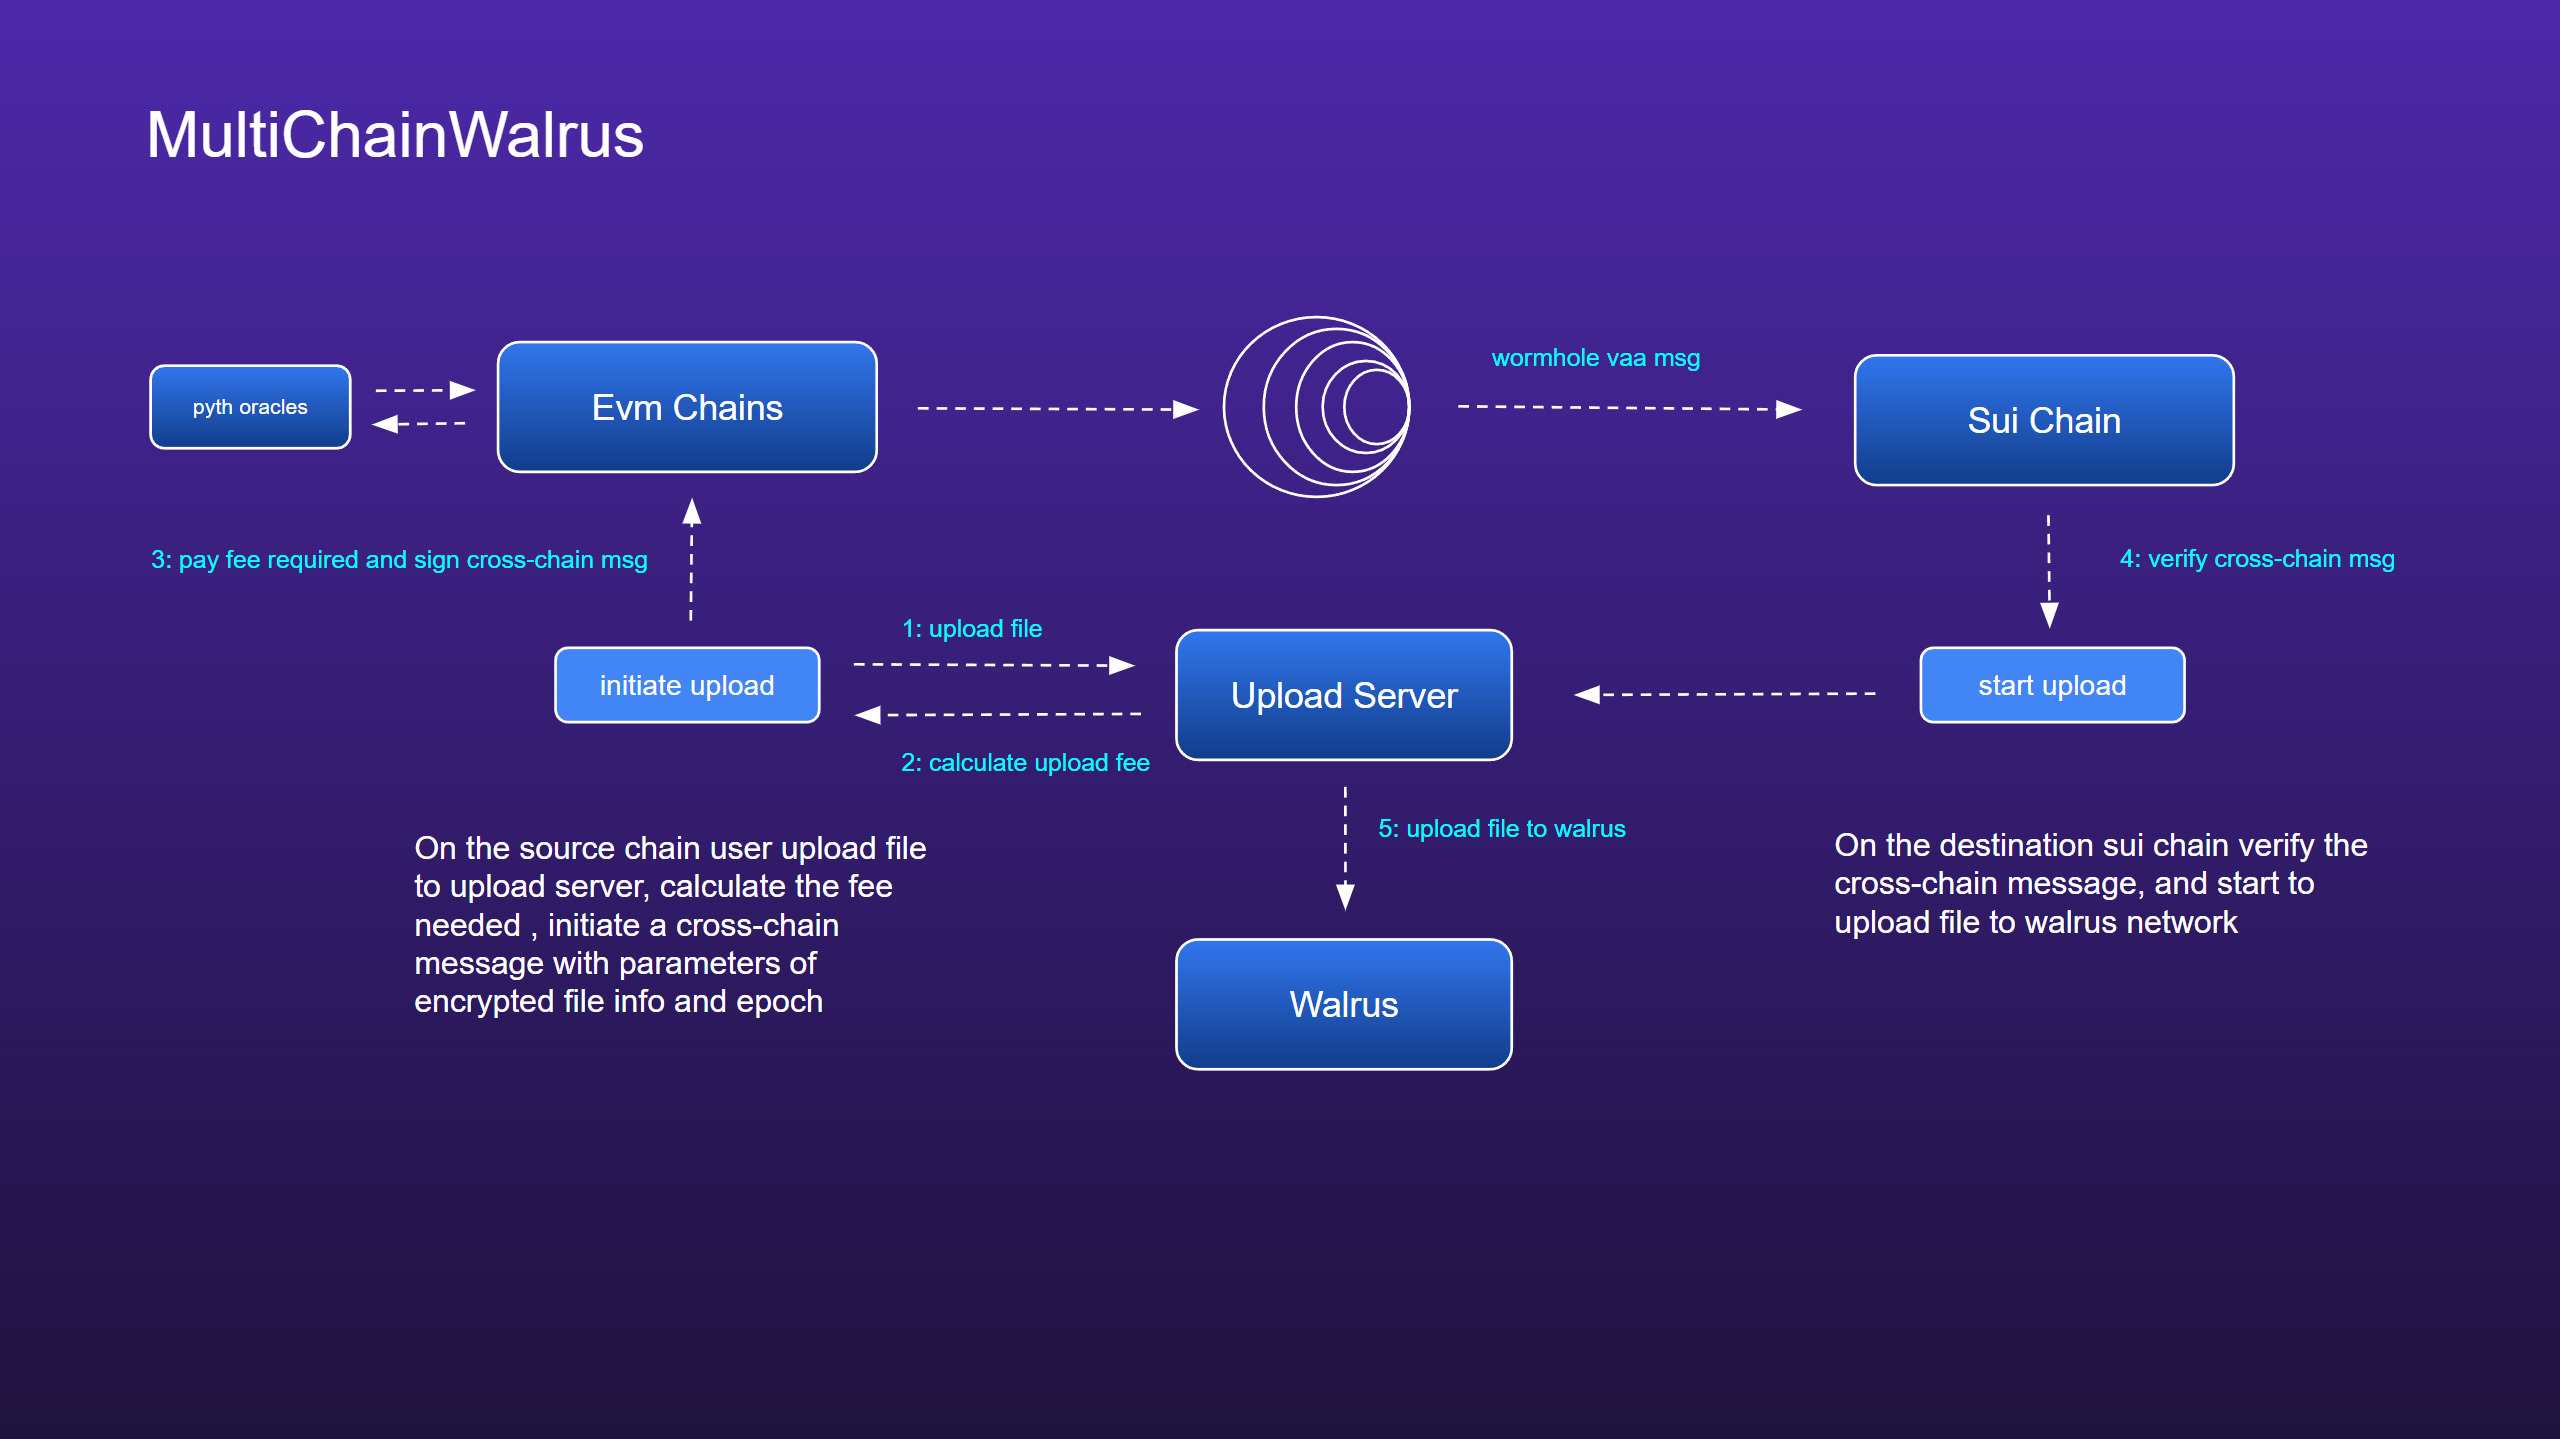 MultiChainWalrus
pyth oracles
Evm Chains
wormhole vaa msg
Sui Chain
3: pay fee required and sign cross-chain msg
4: verify cross-chain msg
1: upload file
initiate upload
Upload Server
start upload
2: calculate upload fee
5: upload file to walrus
On the source chain user upload file
to upload server, calculate the fee
needed , initiate a cross-chain
message with parameters of
encrypted file info and epoch
On the destination sui chain verify the
cross-chain message, and start to
upload file to walrus network
Walrus